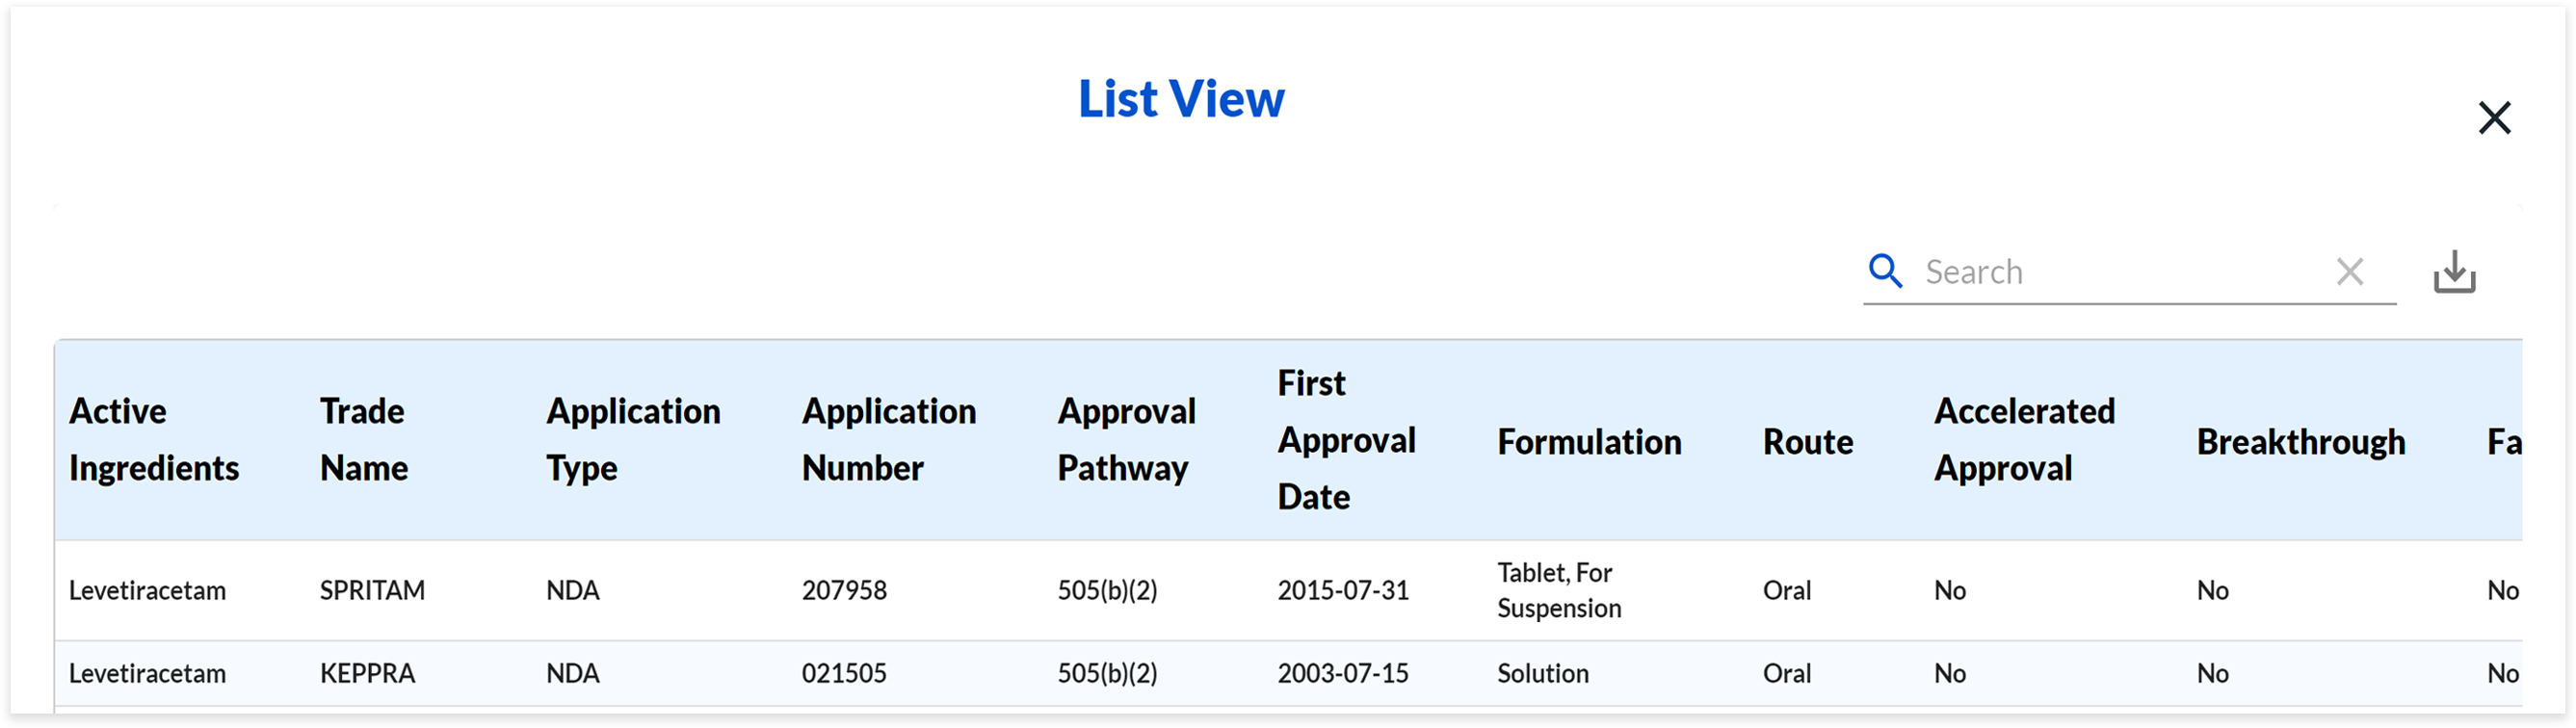 List View
Search
Active Ingredients Trade Name Application Type Application Number Approval Pathway First Approval Date Formulation Route Accelerated Approval Breakthrough Fa
Levetiracetam SPRITAM NDA 207958 505(b)(2) 2015-07-31 Tablet, For Suspension Oral No No No
Levetiracetam KEPPRA NDA 021505 505(b)(2) 2003-07-15 Solution Oral No No No